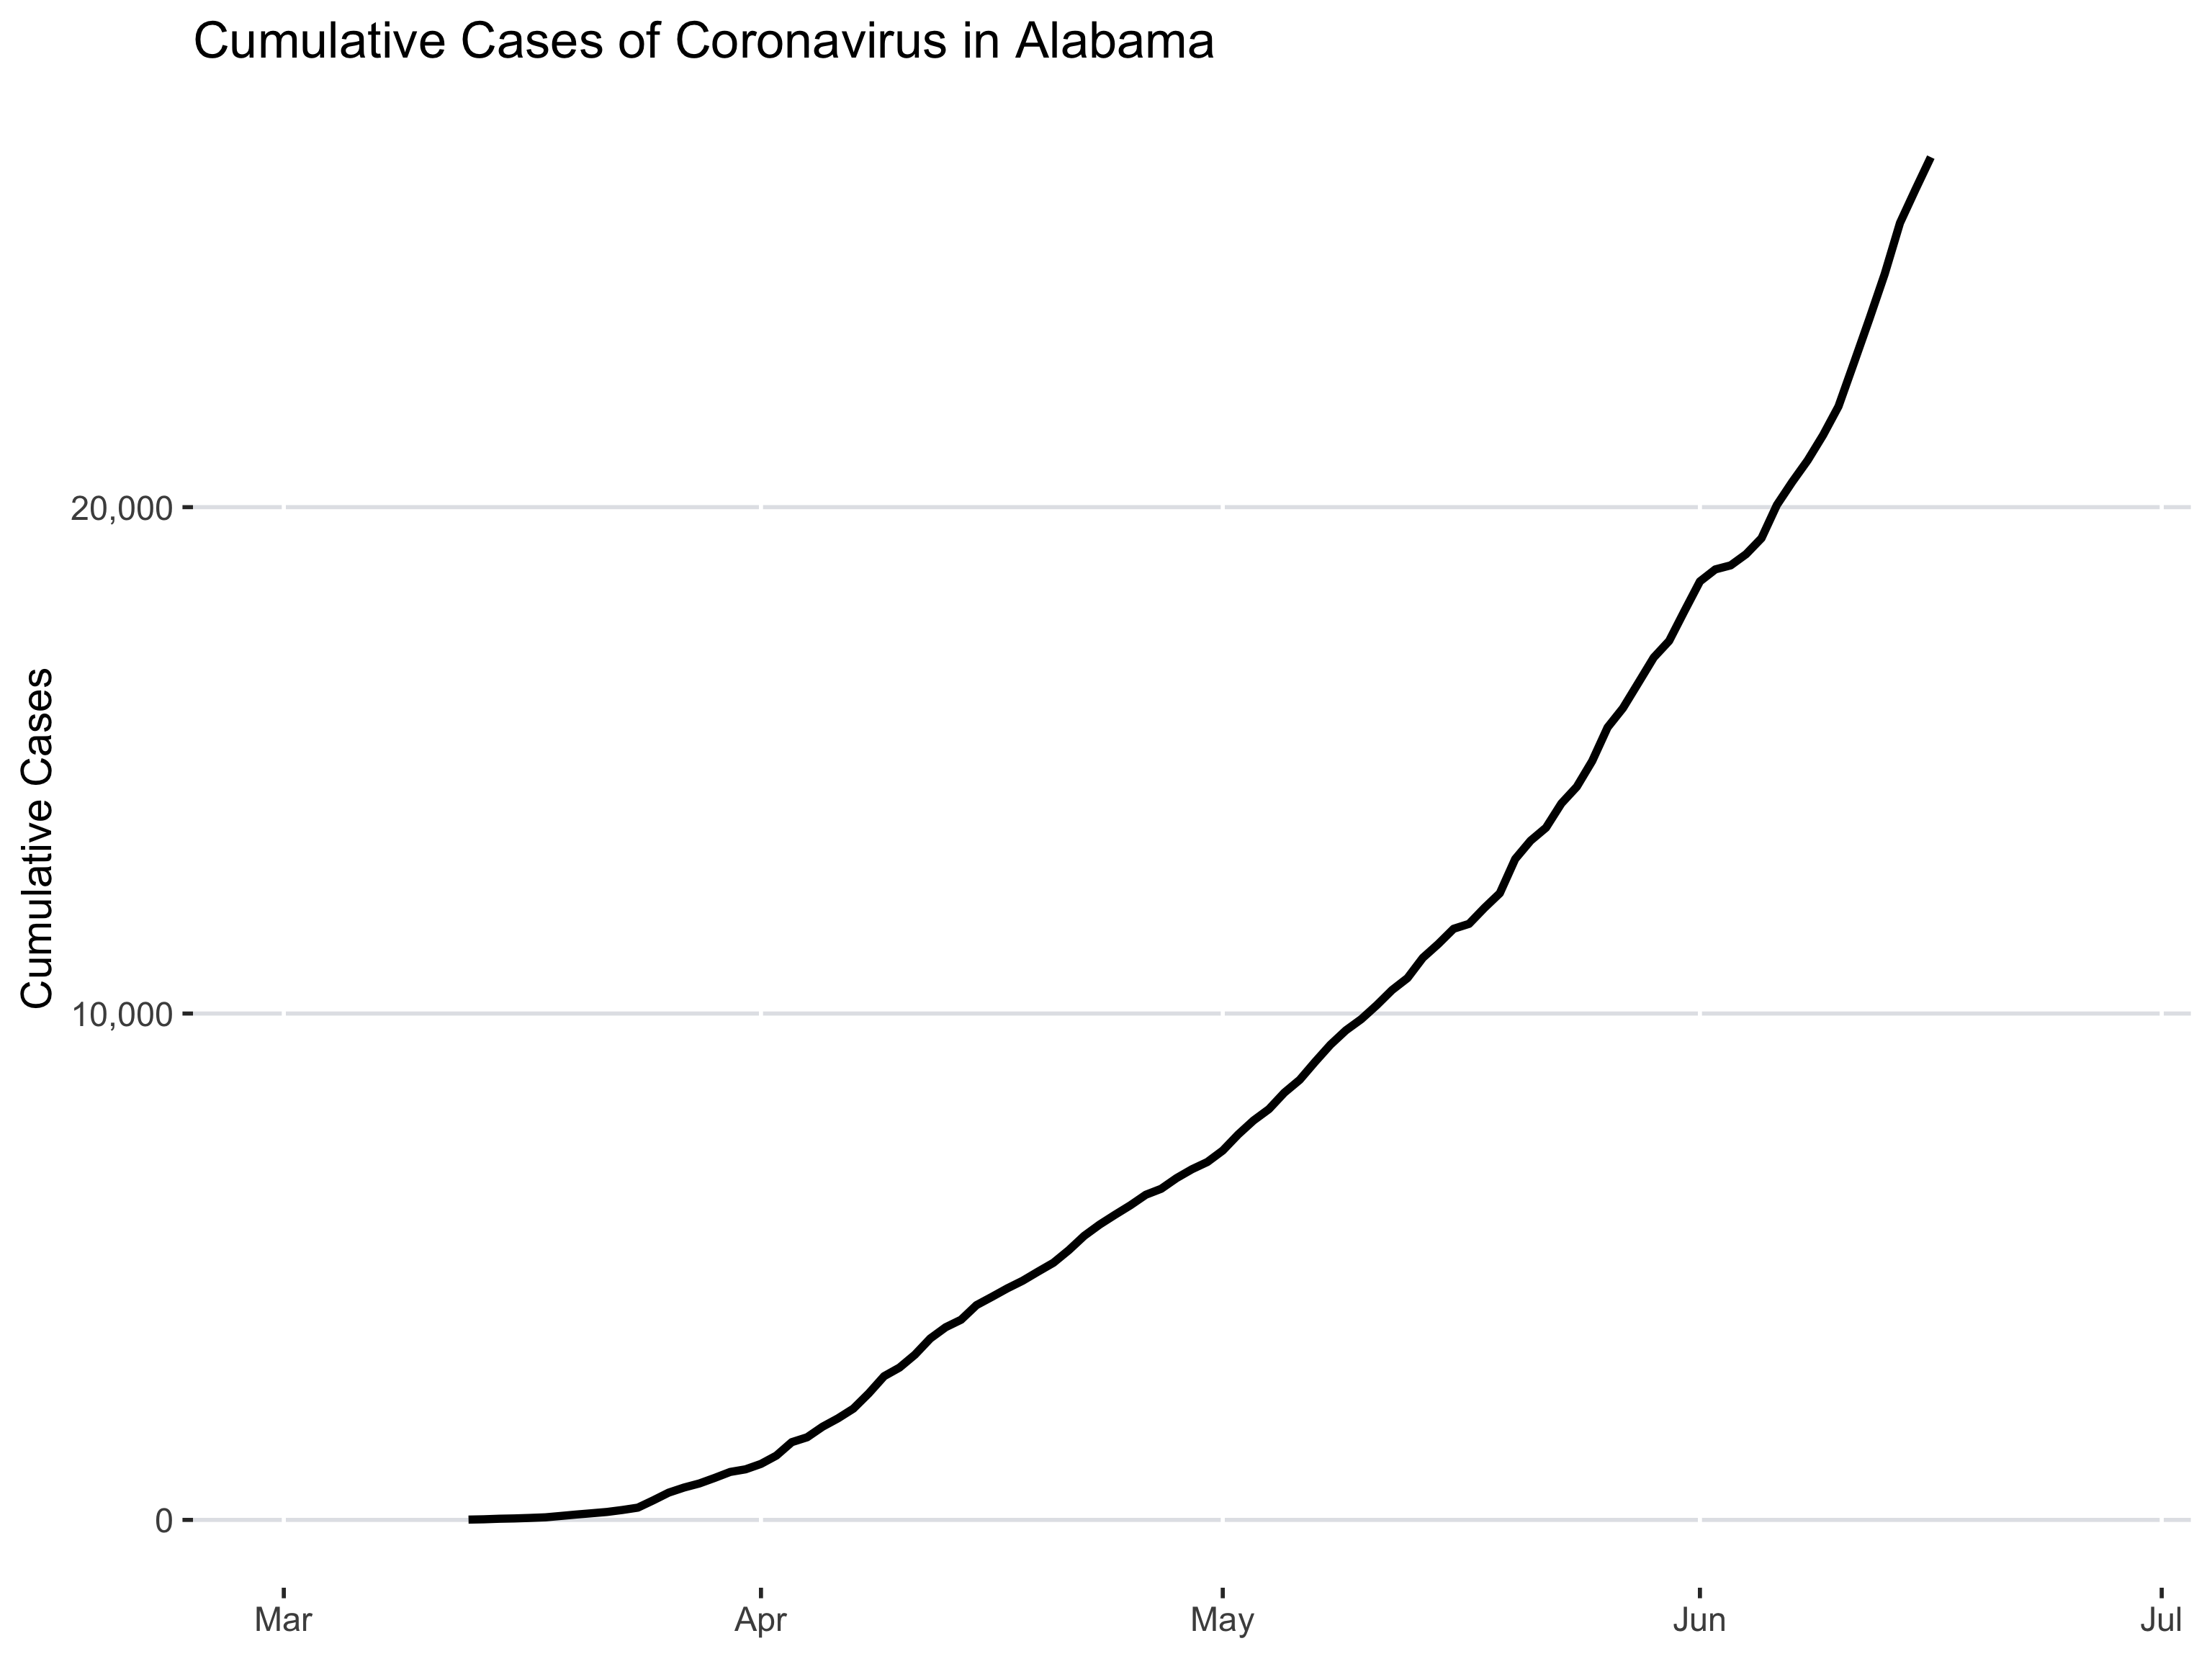 Cumulative Cases of Coronavirus in Alabama
Cumulative Cases
20,000
10,000
0
Mar
Apr
May
Jun
Jul